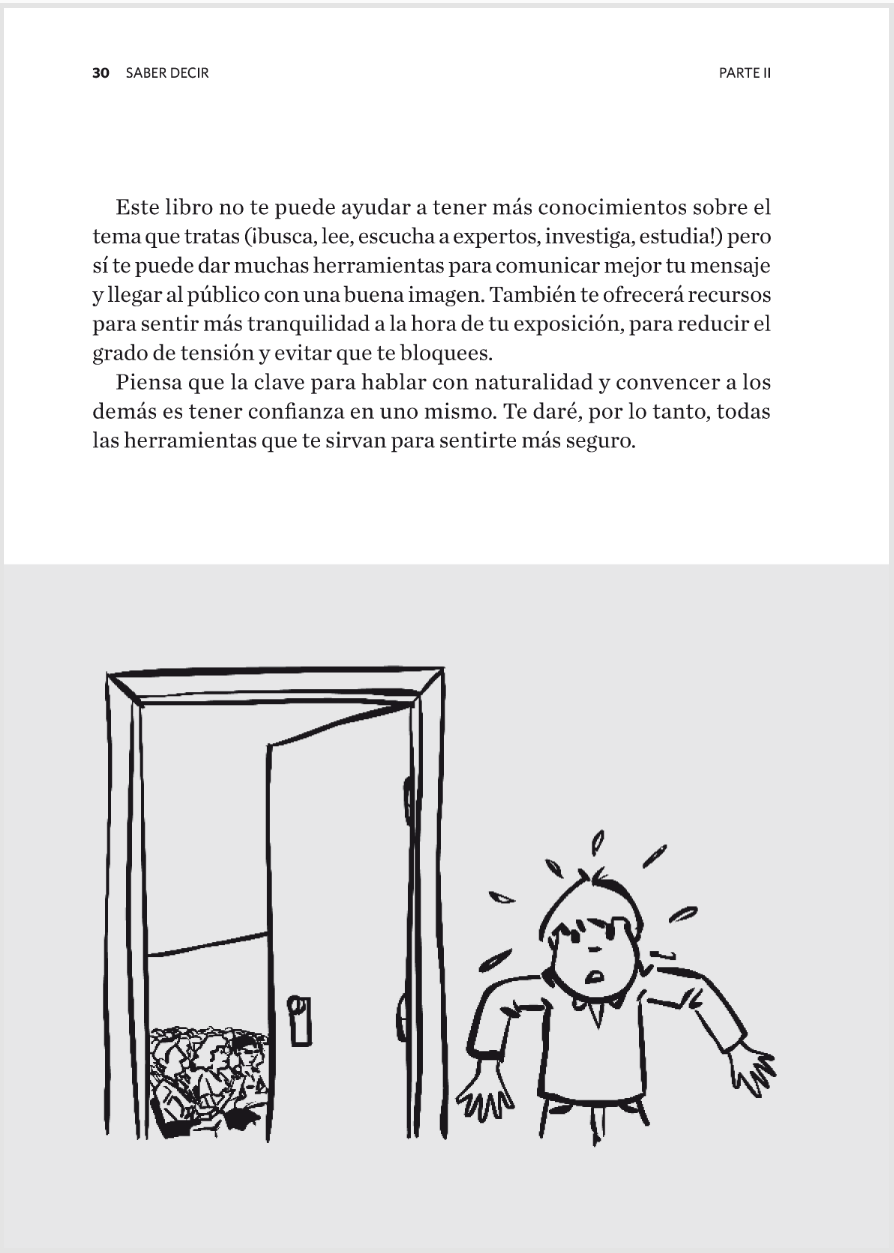 30 SABER DECIR
PARTE II
Este libro no te puede ayudar a tener más conocimientos sobre el
tema que tratas (¡busca, lee, escucha a expertos, investiga, estudia!) pero
sí te puede dar muchas herramientas para comunicar mejor tu mensaje
y llegar al público con una buena imagen. También te ofrecerá recursos
para sentir más tranquilidad a la hora de tu exposición, para reducir el
grado de tensión y evitar que te bloquees.
Piensa que la clave para hablar con naturalidad y convencer a los
demás es tener confianza en uno mismo. Te daré, por lo tanto, todas
las herramientas que te sirvan para sentirte más seguro.